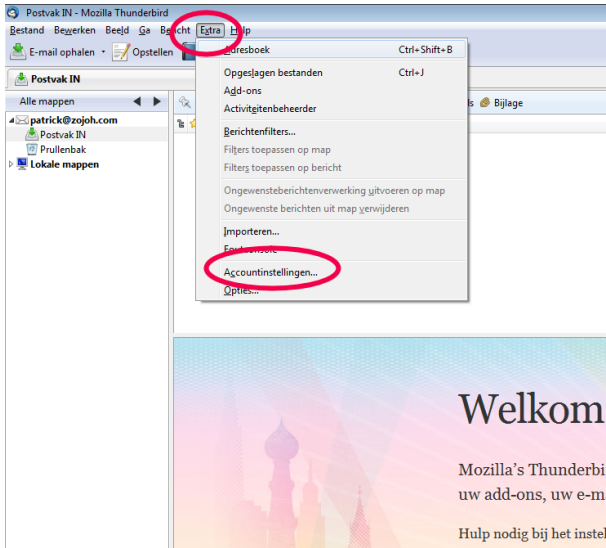 Postvak IN - Mozilla Thunderbird
Bestand Bewerken Beeld Ga Bericht Extra Help
E-mail ophalen Opstellen
Postvak IN
Alle mappen
patrick@zojoh.com
Postvak IN
Prullenbak
Lokale mappen
Adresboek Ctrl+Shift+B
Opgeslagen bestanden Ctrl+J
Add-ons
Activiteitenbeheerder
Berichtenfilters...
Filters toepassen op map
Filters toepassen op bericht
Ongewensteberichtenverwerking uitvoeren op map
Ongewenste berichten uit map verwijderen
Importeren...
Foutconsole
Accountinstellingen...
Opties...
ls Bijlage
Welkom
Mozilla's Thunderbi
uw add-ons, uw e-m
Hulp nodig bij het instel